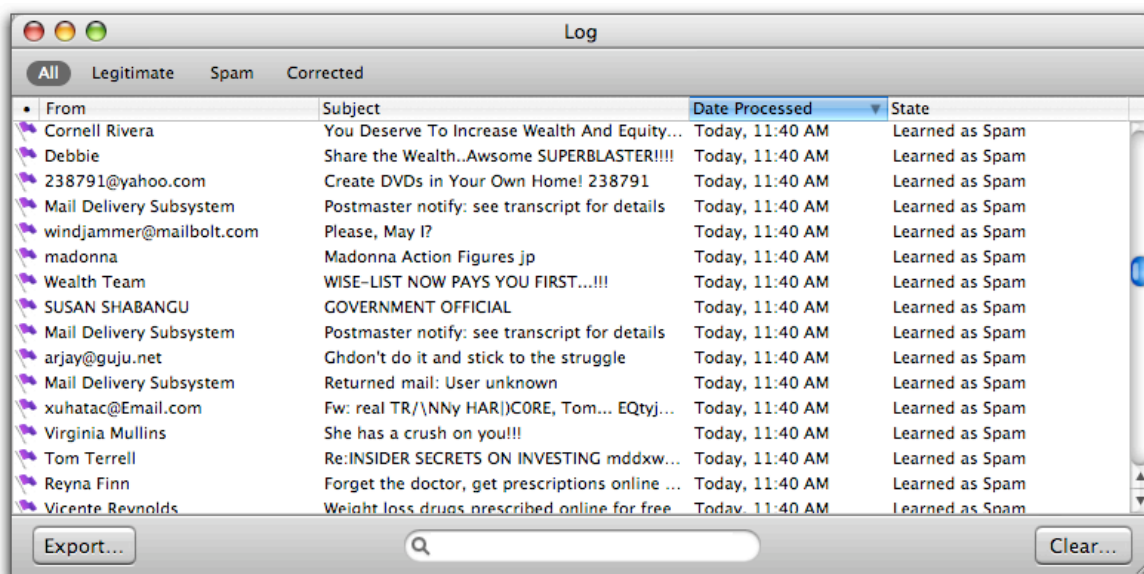 Log
All Legitimate Spam Corrected
• From Subject Date Processed State
Cornell Rivera You Deserve To Increase Wealth And Equity... Today, 11:40 AM Learned as Spam
Debbie Share the Wealth..Awsome SUPERBLASTER!!!! Today, 11:40 AM Learned as Spam
238791@yahoo.com Create DVDs in Your Own Home! 238791 Today, 11:40 AM Learned as Spam
Mail Delivery Subsystem Postmaster notify: see transcript for details Today, 11:40 AM Learned as Spam
windjammer@mailbolt.com Please, May I? Today, 11:40 AM Learned as Spam
madonna Madonna Action Figures jp Today, 11:40 AM Learned as Spam
Wealth Team WISE-LIST NOW PAYS YOU FIRST...!!! Today, 11:40 AM Learned as Spam
SUSAN SHABANGU GOVERNMENT OFFICIAL Today, 11:40 AM Learned as Spam
Mail Delivery Subsystem Postmaster notify: see transcript for details Today, 11:40 AM Learned as Spam
arjay@guju.net Ghdon't do it and stick to the struggle Today, 11:40 AM Learned as Spam
Mail Delivery Subsystem Returned mail: User unknown Today, 11:40 AM Learned as Spam
xuhatac@Email.com Fw: real TR/\NNy HAR|)C0RE, Tom... EQtyj... Today, 11:40 AM Learned as Spam
Virginia Mullins She has a crush on you!!! Today, 11:40 AM Learned as Spam
Tom Terrell Re:INSIDER SECRETS ON INVESTING mddxw... Today, 11:40 AM Learned as Spam
Reyna Finn Forget the doctor, get prescriptions online ... Today, 11:40 AM Learned as Spam
Vicente Reynolds Weight loss drugs prescribed online for free Today, 11:40 AM Learned as Spam
Export... Clear...